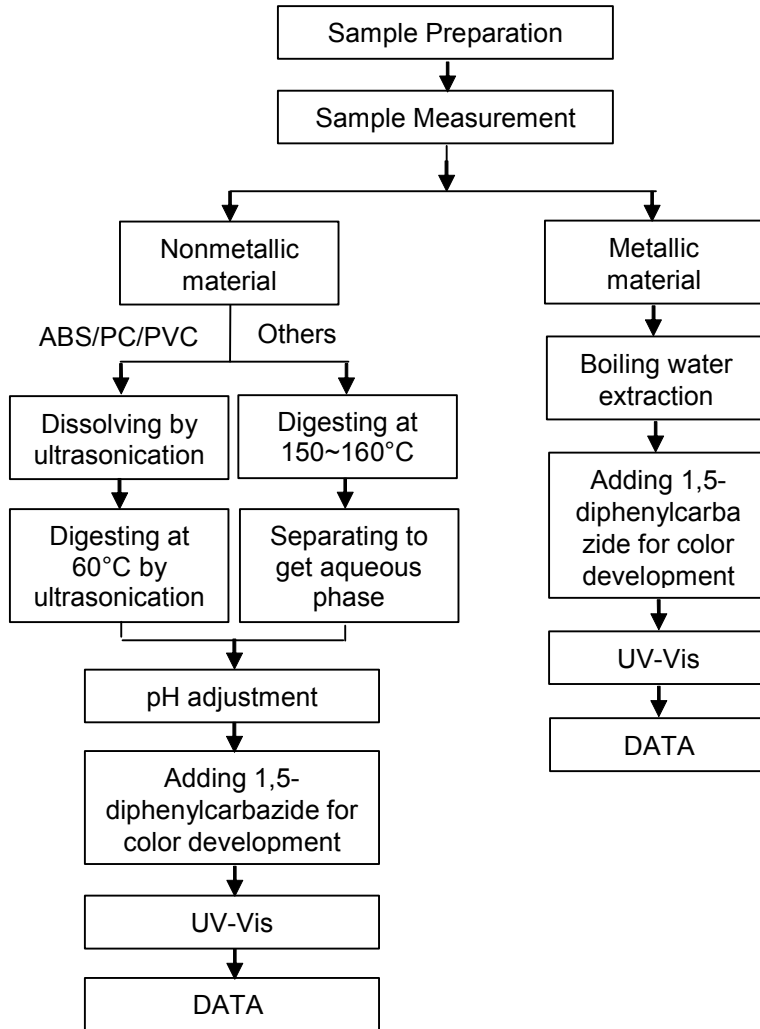 Sample Preparation
Sample Measurement
Nonmetallic
material
ABS/PC/PVC
Others
Dissolving by
ultrasonication
Digesting at
150~160°C
Digesting at
60°C by
ultrasonication
Separating to
get aqueous
phase
pH adjustment
Adding 1,5-
diphenylcarbazide for
color development
UV-Vis
DATA
Metallic
material
Boiling water
extraction
Adding 1,5-
diphenylcarba
zide for color
development
UV-Vis
DATA